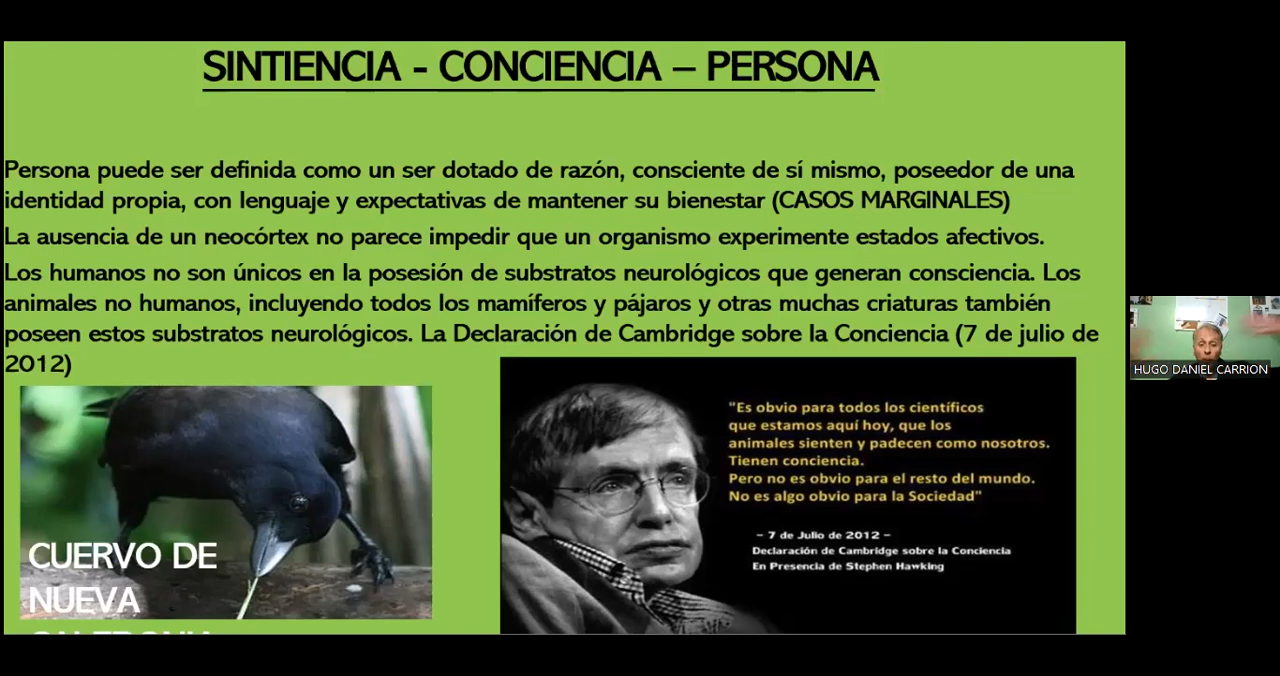 SINTIENCIA - CONCIENCIA – PERSONA
Persona puede ser definida como un ser dotado de razón, consciente de sí mismo, poseedor de una
identidad propia, con lenguaje y expectativas de mantener su bienestar (CASOS MARGINALES)
La ausencia de un neocórtex no parece impedir que un organismo experimente estados afectivos.
Los humanos no son únicos en la posesión de substratos neurológicos que generan consciencia. Los
animales no humanos, incluyendo todos los mamíferos y pájaros y otras muchas criaturas también
poseen estos substratos neurológicos. La Declaración de Cambridge sobre la Conciencia (7 de julio de
2012)
"Es obvio para todos los científicos
que estamos aquí hoy, que los
animales sienten y padecen como nosotros.
Tienen conciencia.
Pero no es obvio para el resto del mundo.
No es algo obvio para la Sociedad"
– 7 de Julio de 2012 –
Declaración de Cambridge sobre la Conciencia
En Presencia de Stephen Hawking
CUERVO DE
NUEVA
HUGO DANIEL CARRION